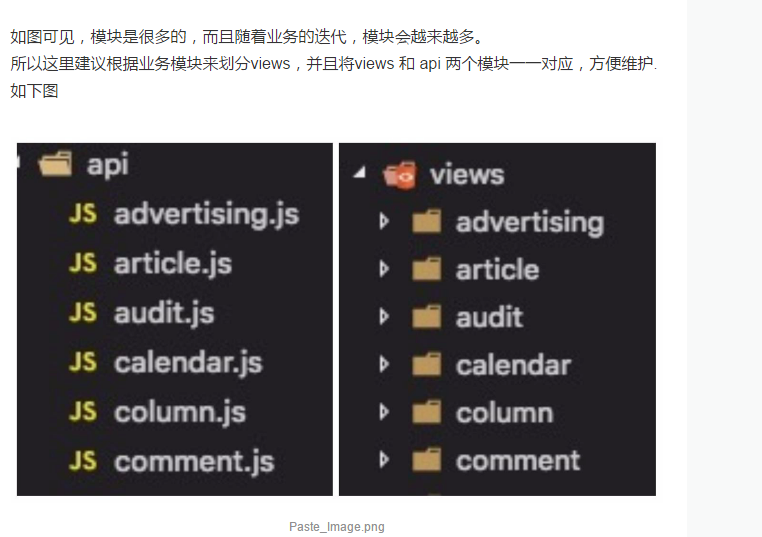 如图可见，模块是很多的，而且随着业务的迭代，模块会越来越多。
所以这里建议根据业务模块来划分views，并且将views 和 api 两个模块一一对应，方便维护.
如下图
api
JS advertising.js
JS article.js
JS audit.js
JS calendar.js
JS column.js
JS comment.js
views
advertising
article
audit
calendar
column
comment
Paste_Image.png